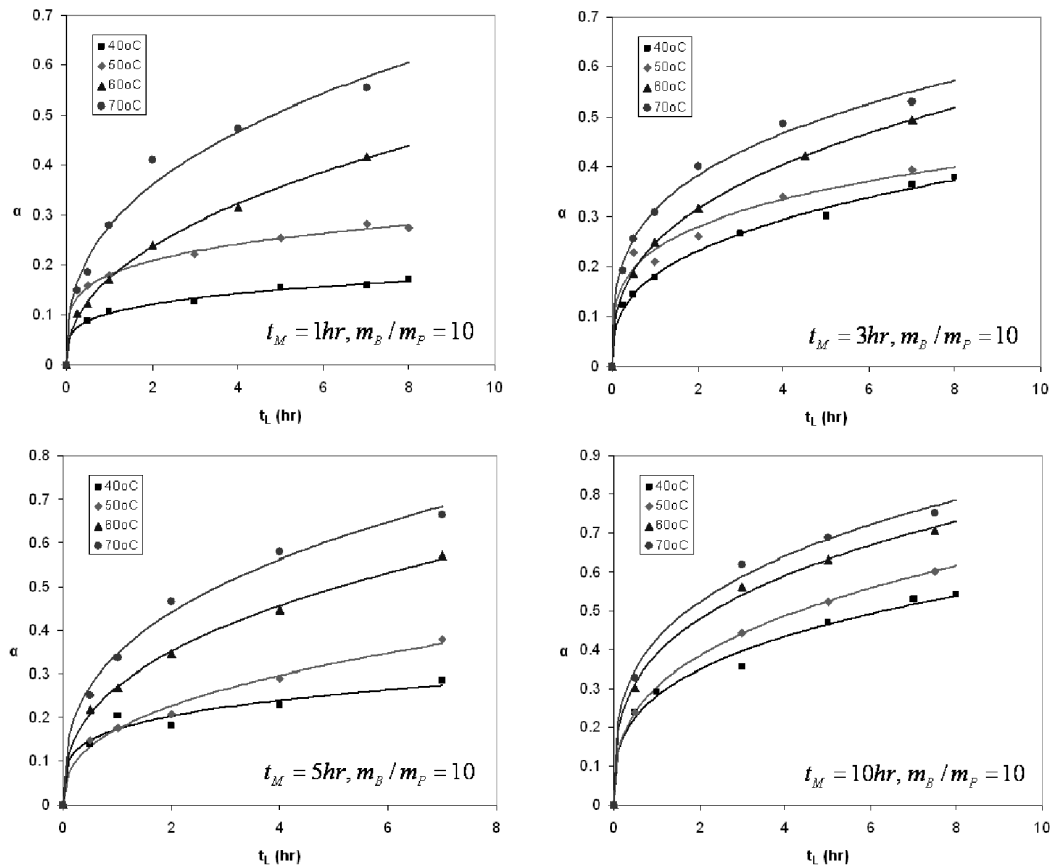 0.7
0.6
0.5
0.4
0.3
0.2
0.1
0
α
40oC
50oC
60oC
70oC
t_M = 1hr, m_B / m_P = 10
0 2 4 6 8 10
t_L (hr)
0.7
0.6
0.5
0.4
0.3
0.2
0.1
0
α
40oC
50oC
60oC
70oC
t_M = 3hr, m_B / m_P = 10
0 2 4 6 8 10
t_L (hr)
0.8
0.7
0.6
0.5
0.4
0.3
0.2
0.1
0
α
40oC
50oC
60oC
70oC
t_M = 5hr, m_B / m_P = 10
0 2 4 6 8
t_L (hr)
0.9
0.8
0.7
0.6
0.5
0.4
0.3
0.2
0.1
0
α
40oC
50oC
60oC
70oC
t_M = 10hr, m_B / m_P = 10
0 2 4 6 8 10
t_L (hr)